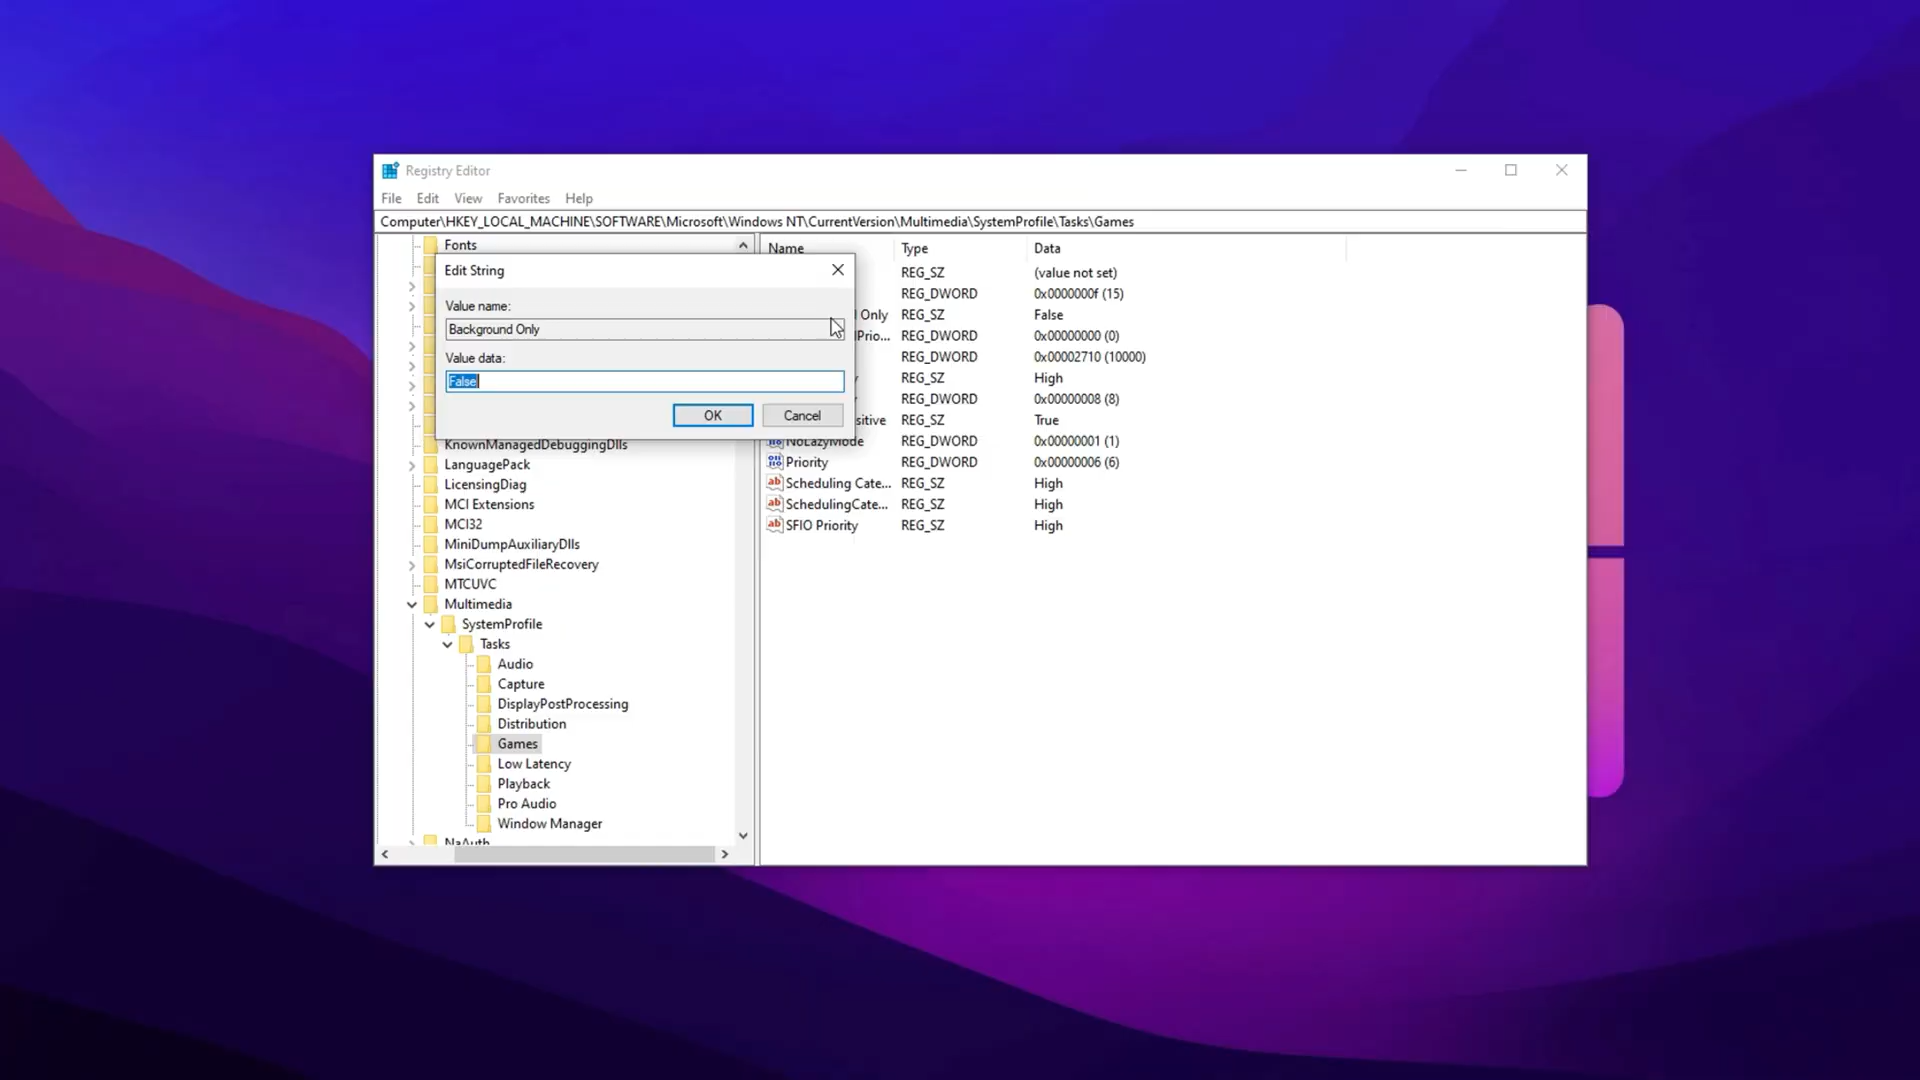 Registry Editor
File Edit View Favorites Help
Computer\HKEY_LOCAL_MACHINE\SOFTWARE\Microsoft\Windows NT\CurrentVersion\Multimedia\SystemProfile\Tasks\Games
Fonts
Edit String
Value name:
Background Only
Value data:
False
OK Cancel
KnownManagedDebuggingDlls
LanguagePack
LicensingDiag
MCI Extensions
MCI32
MiniDumpAuxiliaryDlls
MsiCorruptedFileRecovery
MTCUVC
Multimedia
SystemProfile
Tasks
Audio
Capture
DisplayPostProcessing
Distribution
Games
Low Latency
Playback
Pro Audio
Window Manager
NaAuth
Name Type Data
REG_SZ (value not set)
REG_DWORD 0x0000000f (15)
Only REG_SZ False
Prio... REG_DWORD 0x00000000 (0)
REG_DWORD 0x00002710 (10000)
REG_SZ High
REG_DWORD 0x00000008 (8)
sitive REG_SZ True
NoLazyMode REG_DWORD 0x00000001 (1)
Priority REG_DWORD 0x00000006 (6)
Scheduling Cate... REG_SZ High
SchedulingCate... REG_SZ High
SFIO Priority REG_SZ High